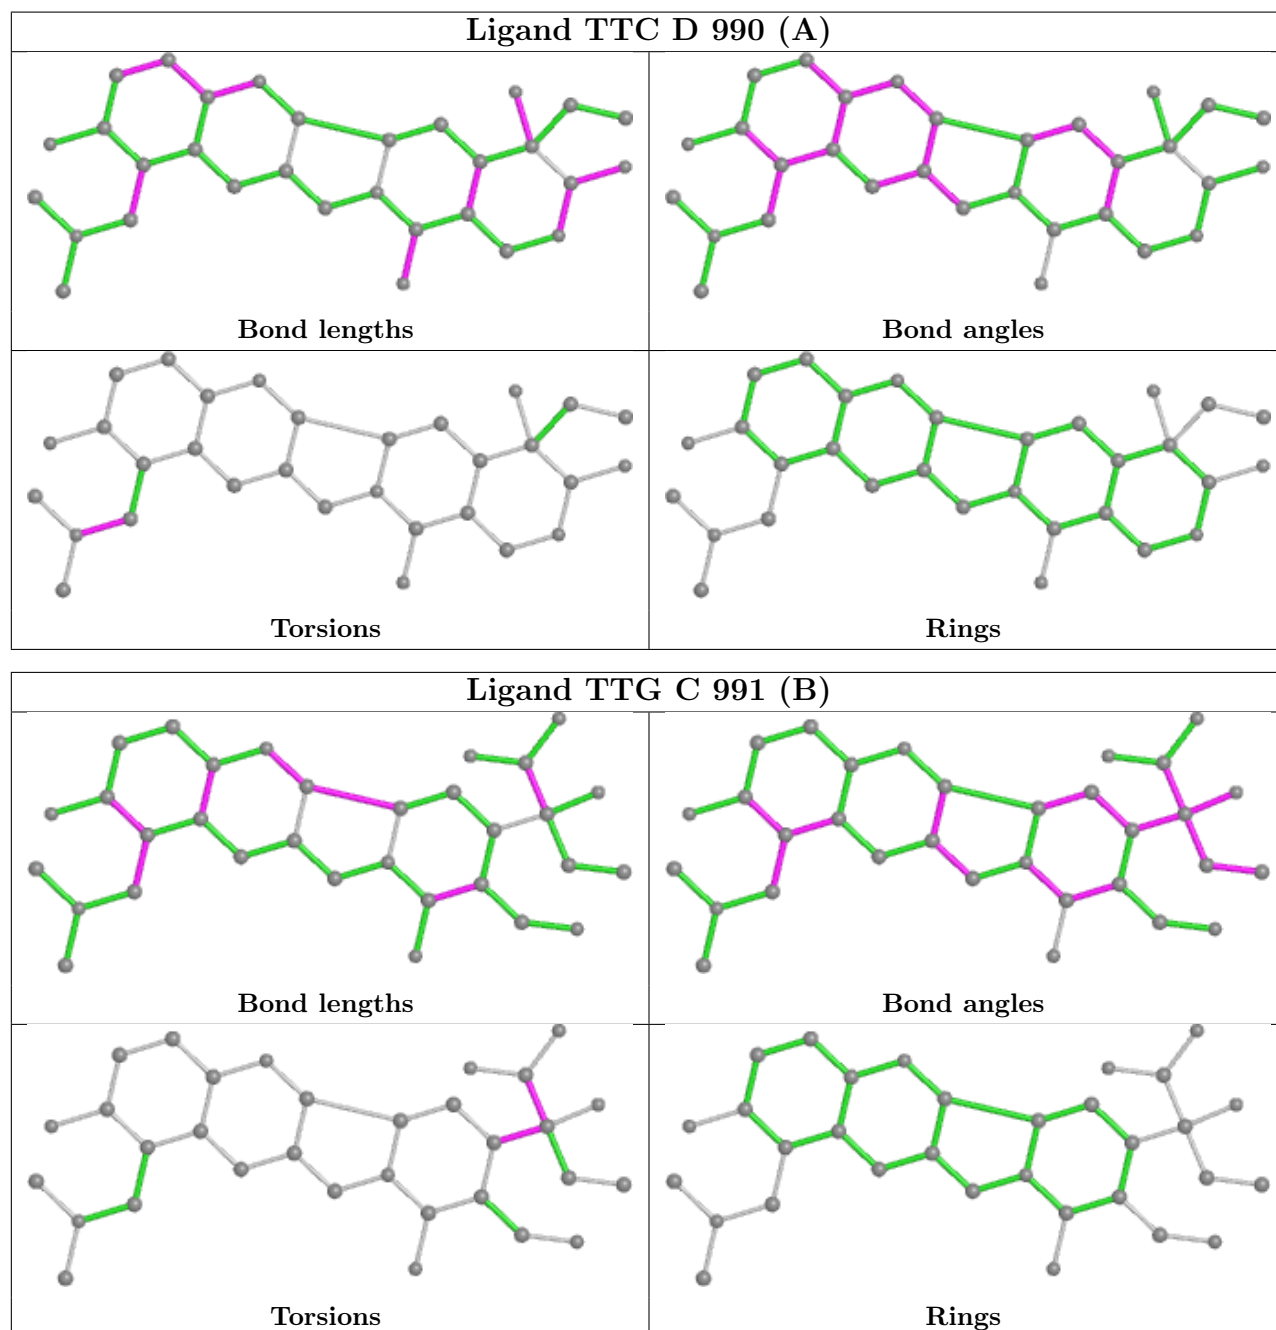 Ligand TTC D 990 (A)
Bond lengths
Bond angles
Torsions
Rings
Ligand TTG C 991 (B)
Bond lengths
Bond angles
Torsions
Rings